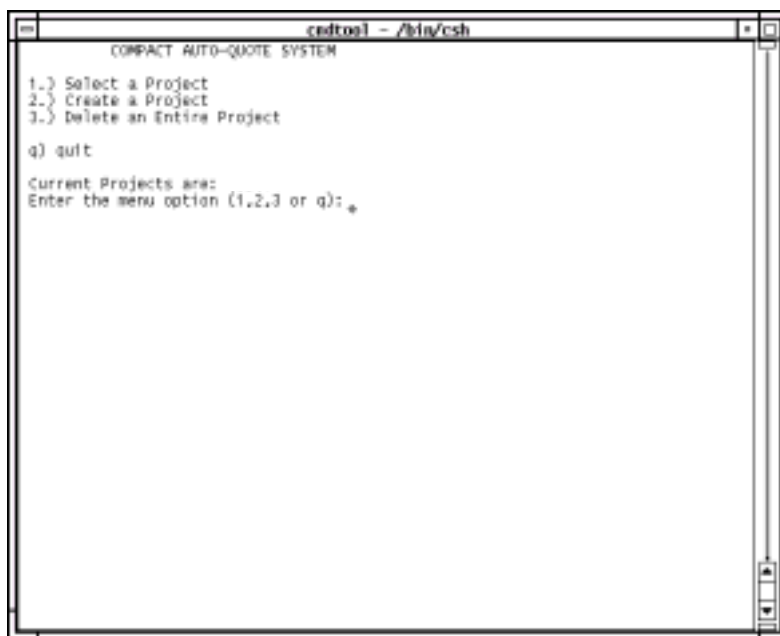 cmdtool - /bin/csh
COMPACT AUTO-QUOTE SYSTEM
1.) Select a Project
2.) Create a Project
3.) Delete an Entire Project
q) quit
Current Projects are:
Enter the menu option (1,2,3 or q):